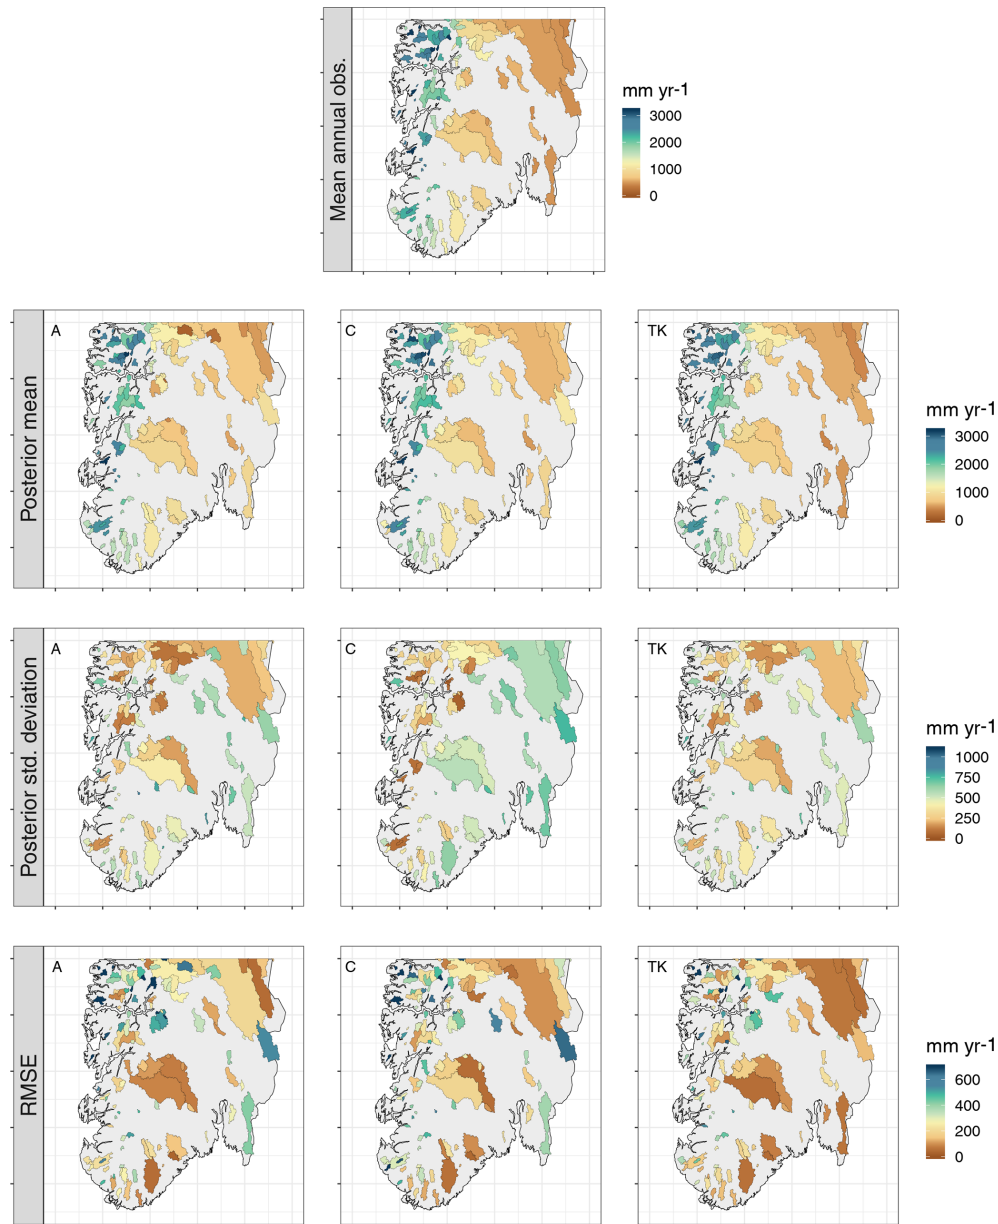 Mean annual obs.
mm yr-1
3000
2000
1000
0
Posterior mean
A
C
TK
mm yr-1
3000
2000
1000
0
Posterior std. deviation
A
C
TK
mm yr-1
1000
750
500
250
0
RMSE
A
C
TK
mm yr-1
600
400
200
0